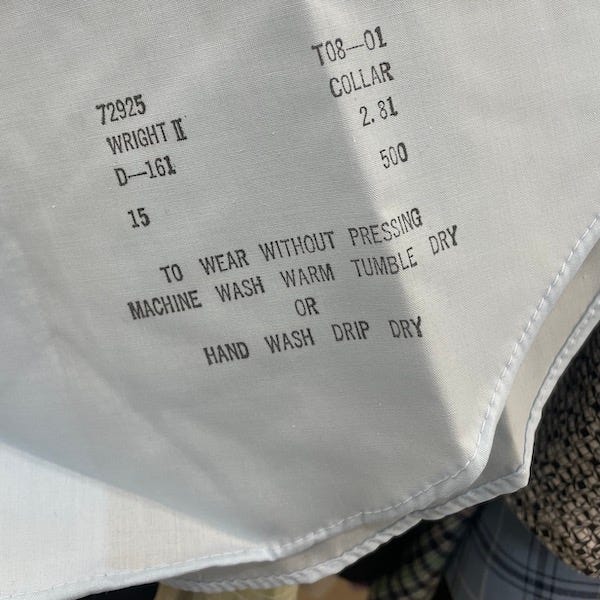 72925
WRIGHT II
D—161
15
T08—01
COLLAR
2.81
500
TO WEAR WITHOUT PRESSING
MACHINE WASH WARM TUMBLE DRY
OR
HAND WASH DRIP DRY